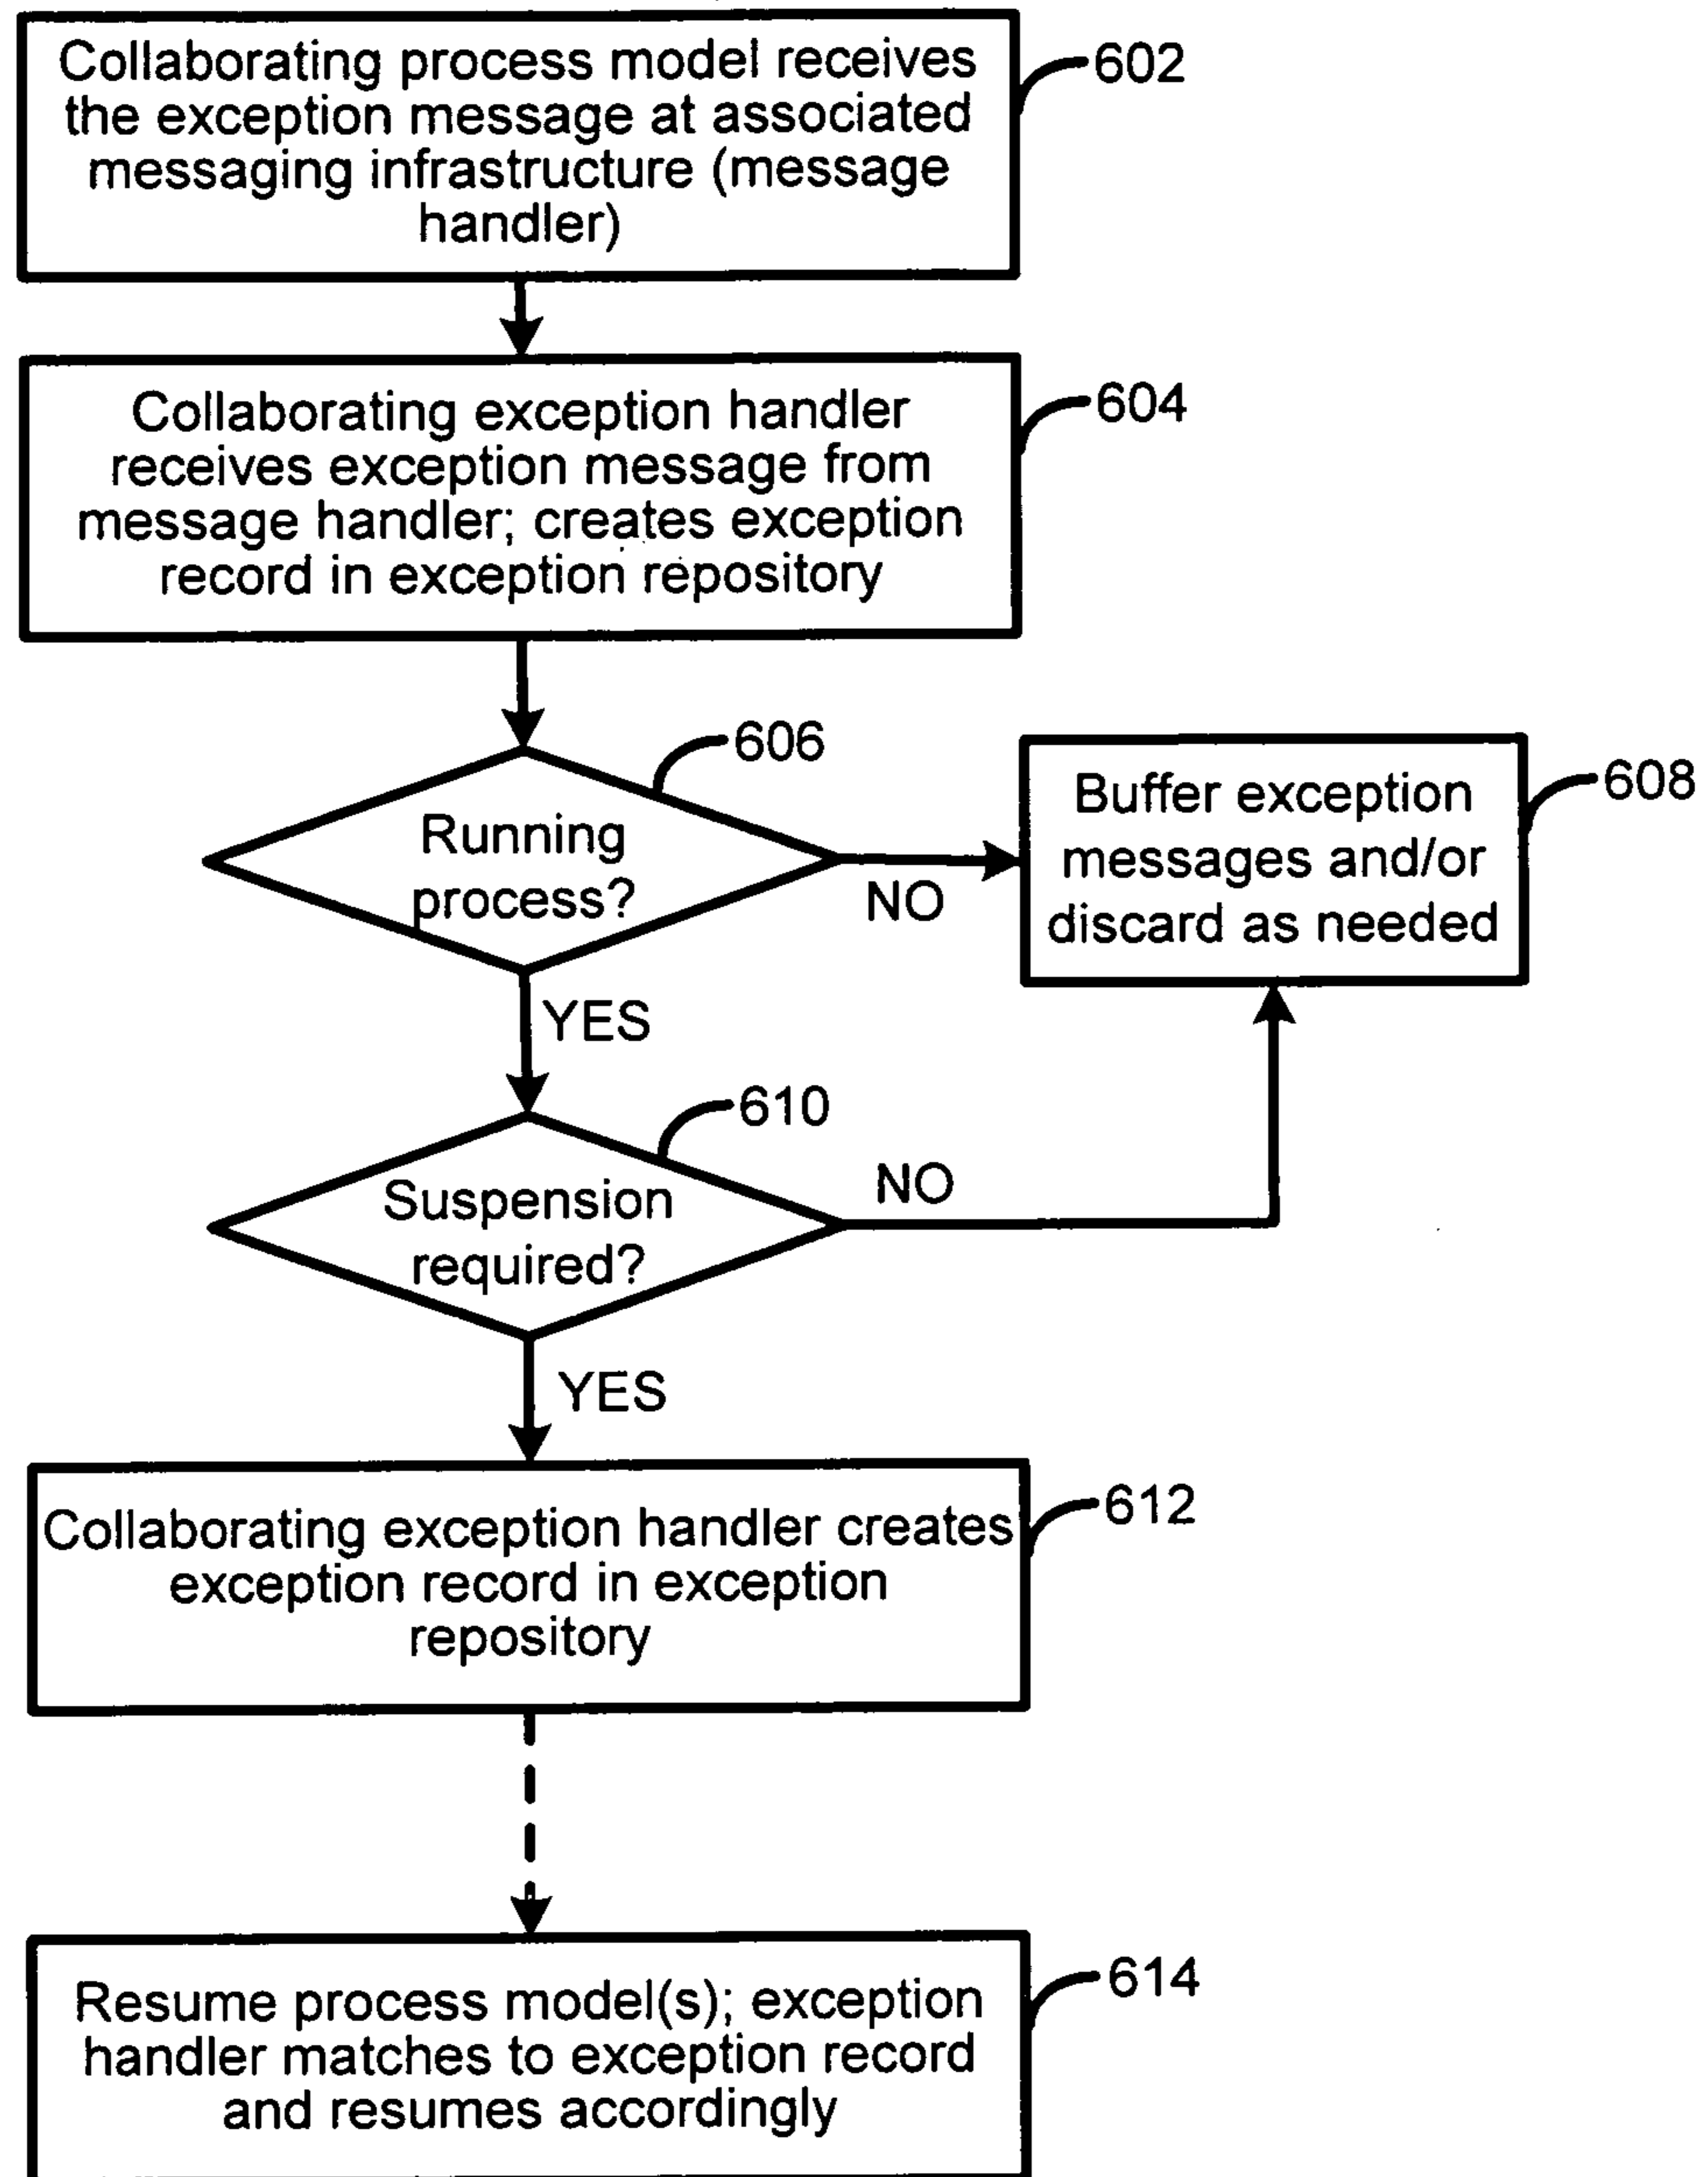 Collaborating process model receives
the exception message at associated
messaging infrastructure (message
handler)
602
Collaborating exception handler
receives exception message from
message handler; creates exception
record in exception repository
604
606
Running
process?
NO
Buffer exception
messages and/or
discard as needed
608
YES
610
Suspension
required?
NO
YES
Collaborating exception handler creates
exception record in exception
repository
612
Resume process model(s); exception
handler matches to exception record
and resumes accordingly
614